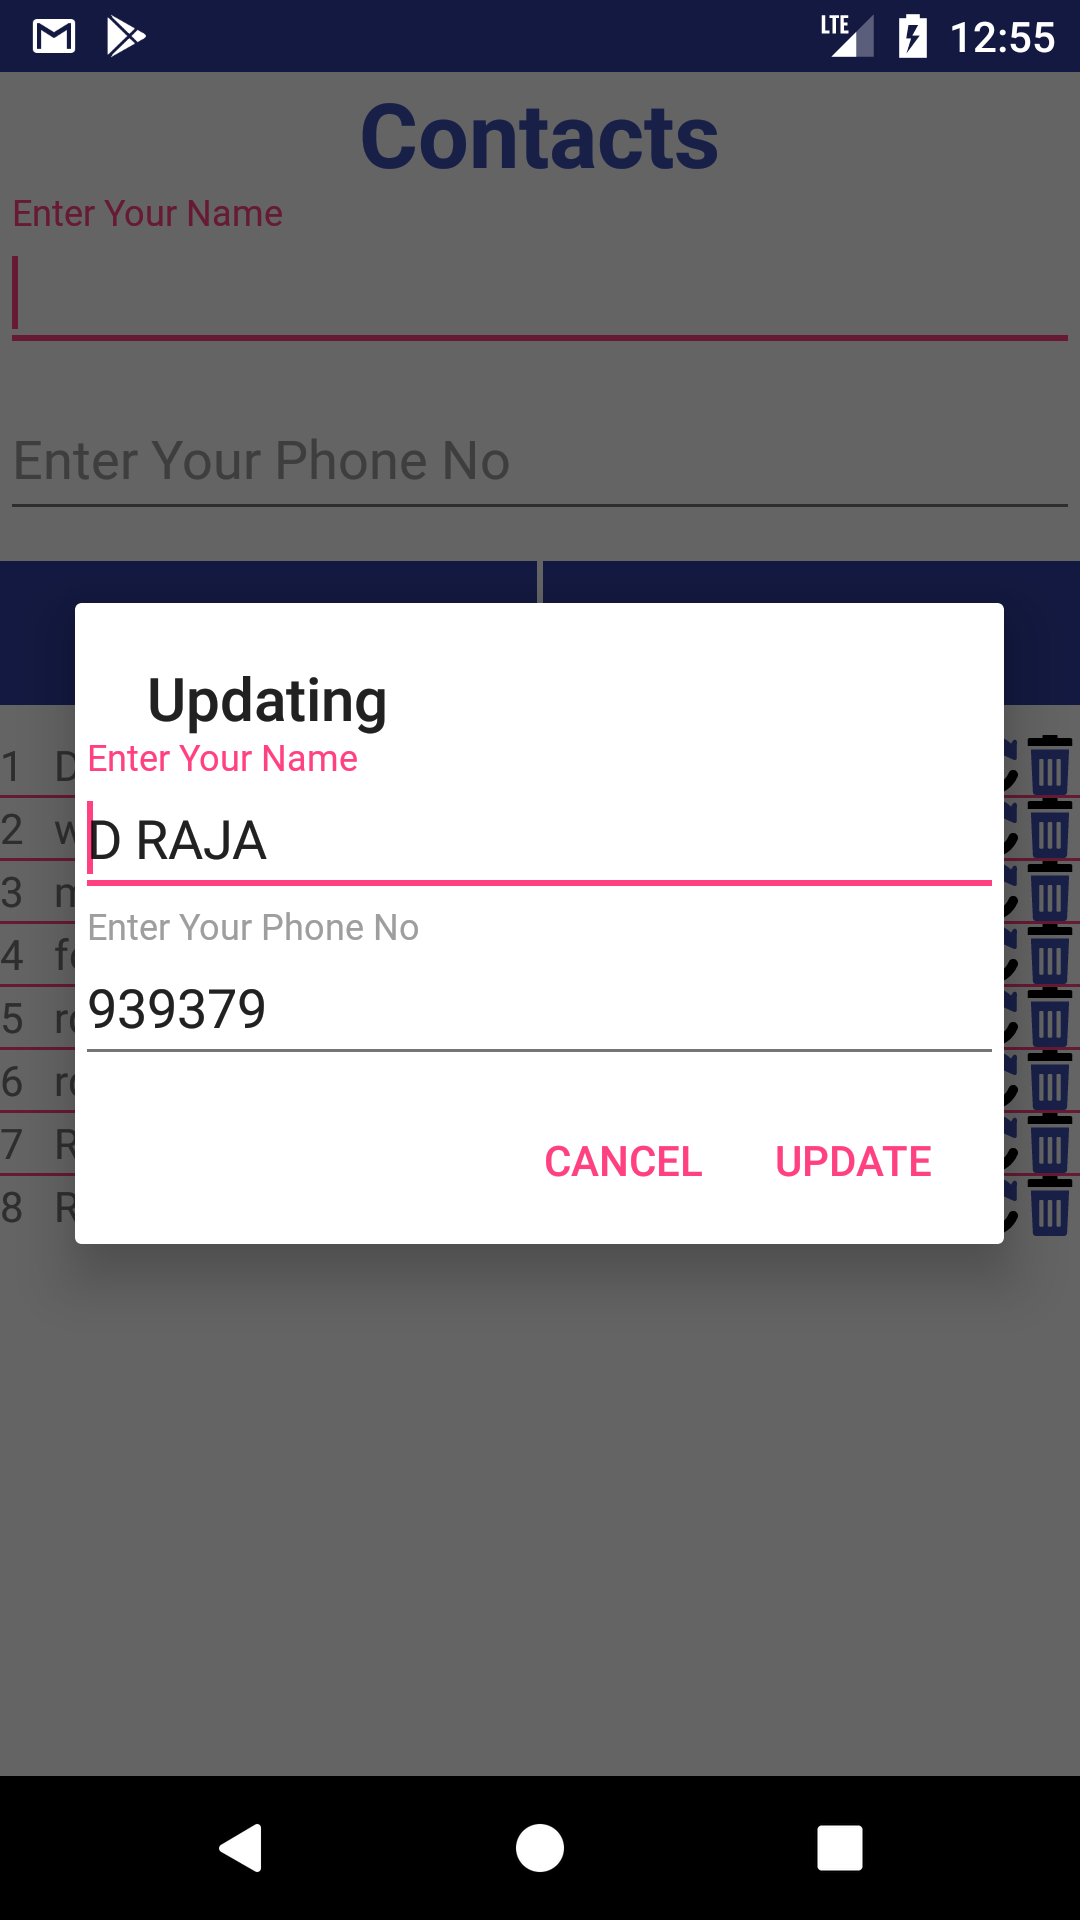 LTE 12:55
Contacts
Enter Your Name
Enter Your Phone No
Updating
Enter Your Name
D RAJA
Enter Your Phone No
939379
CANCEL UPDATE
1 D
2 w
3
4 f
5 r
6 r
7 R
8 R